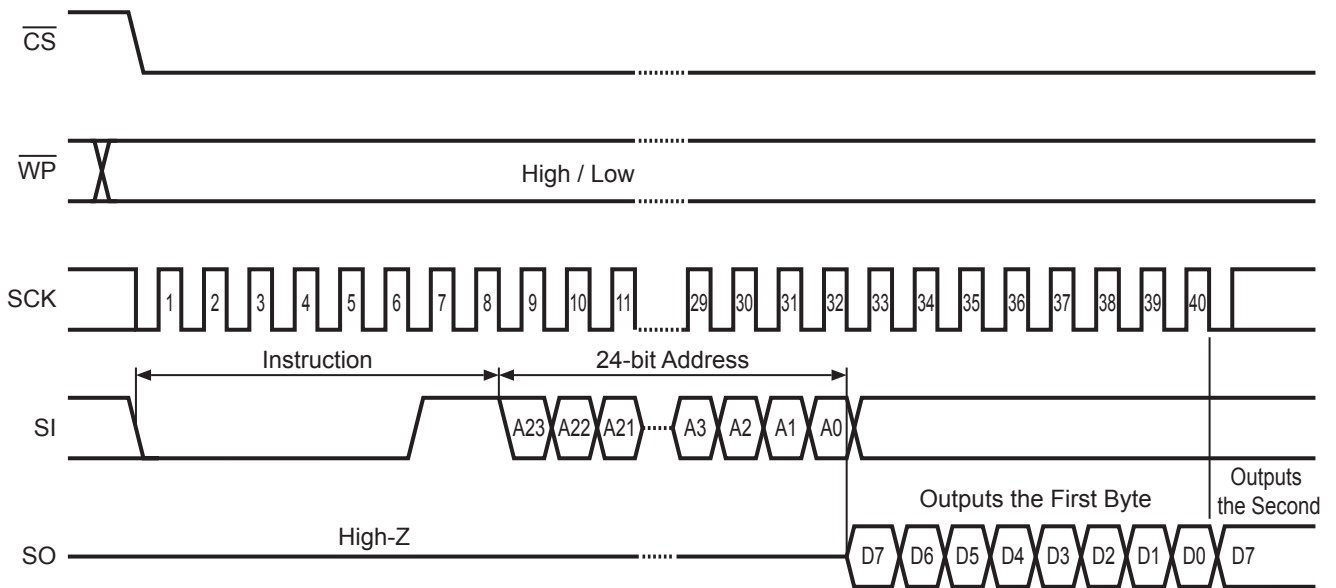 CS
WP
High / Low
SCK
1 2 3 4 5 6 7 8 9 10 11 29 30 31 32 33 34 35 36 37 38 39 40
Instruction
24-bit Address
SI
A23 A22 A21 A3 A2 A1 A0
Outputs the First Byte
Outputs
the Second
High-Z
SO
D7 D6 D5 D4 D3 D2 D1 D0 D7